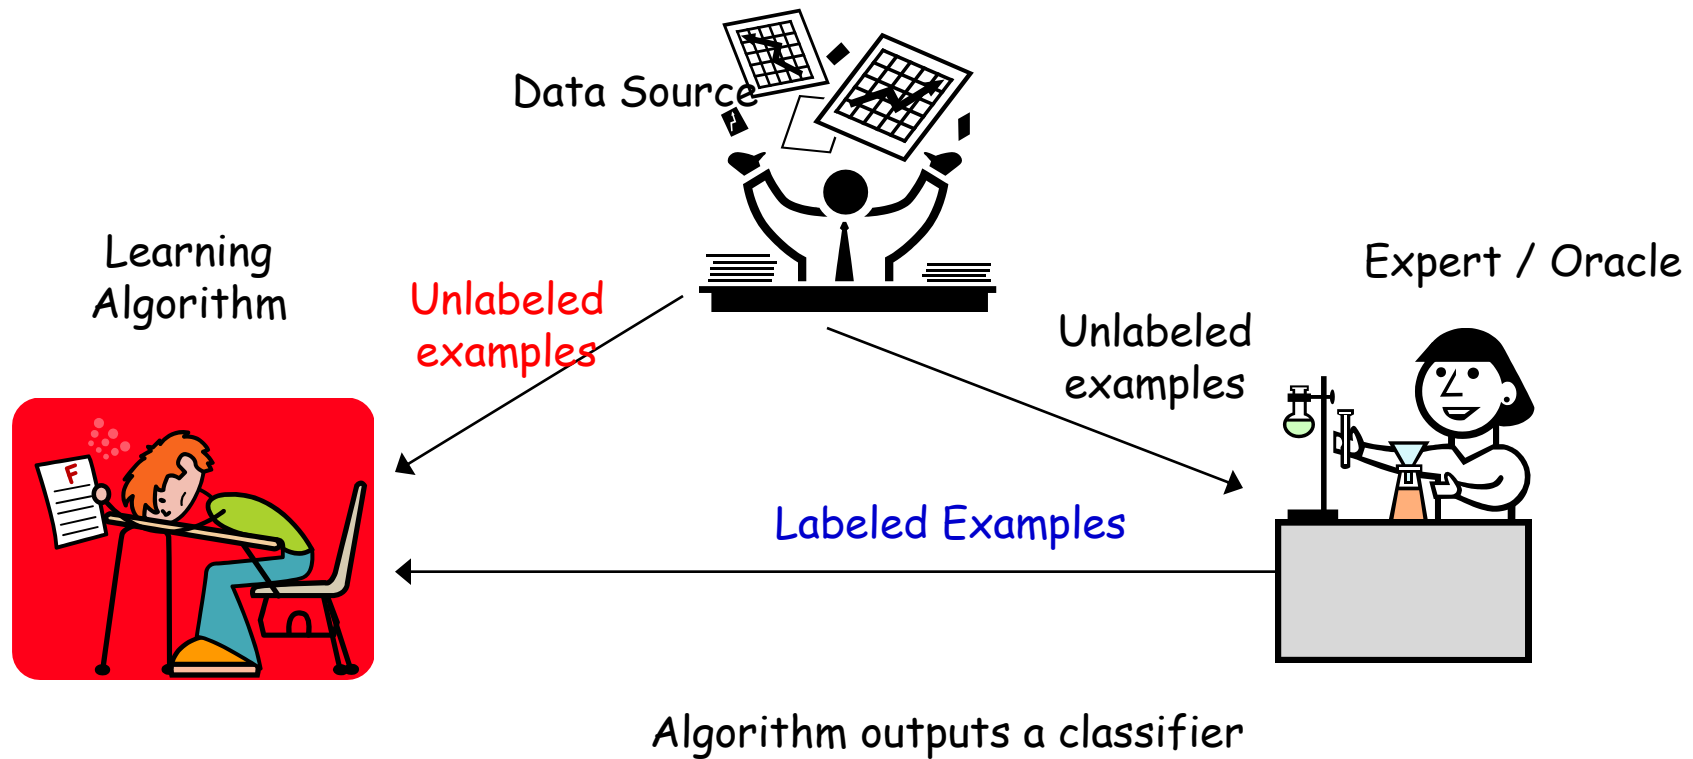 Data Source
Learning
Algorithm
Unlabeled
examples
Unlabeled
examples
Expert / Oracle
F
Labeled Examples
Algorithm outputs a classifier